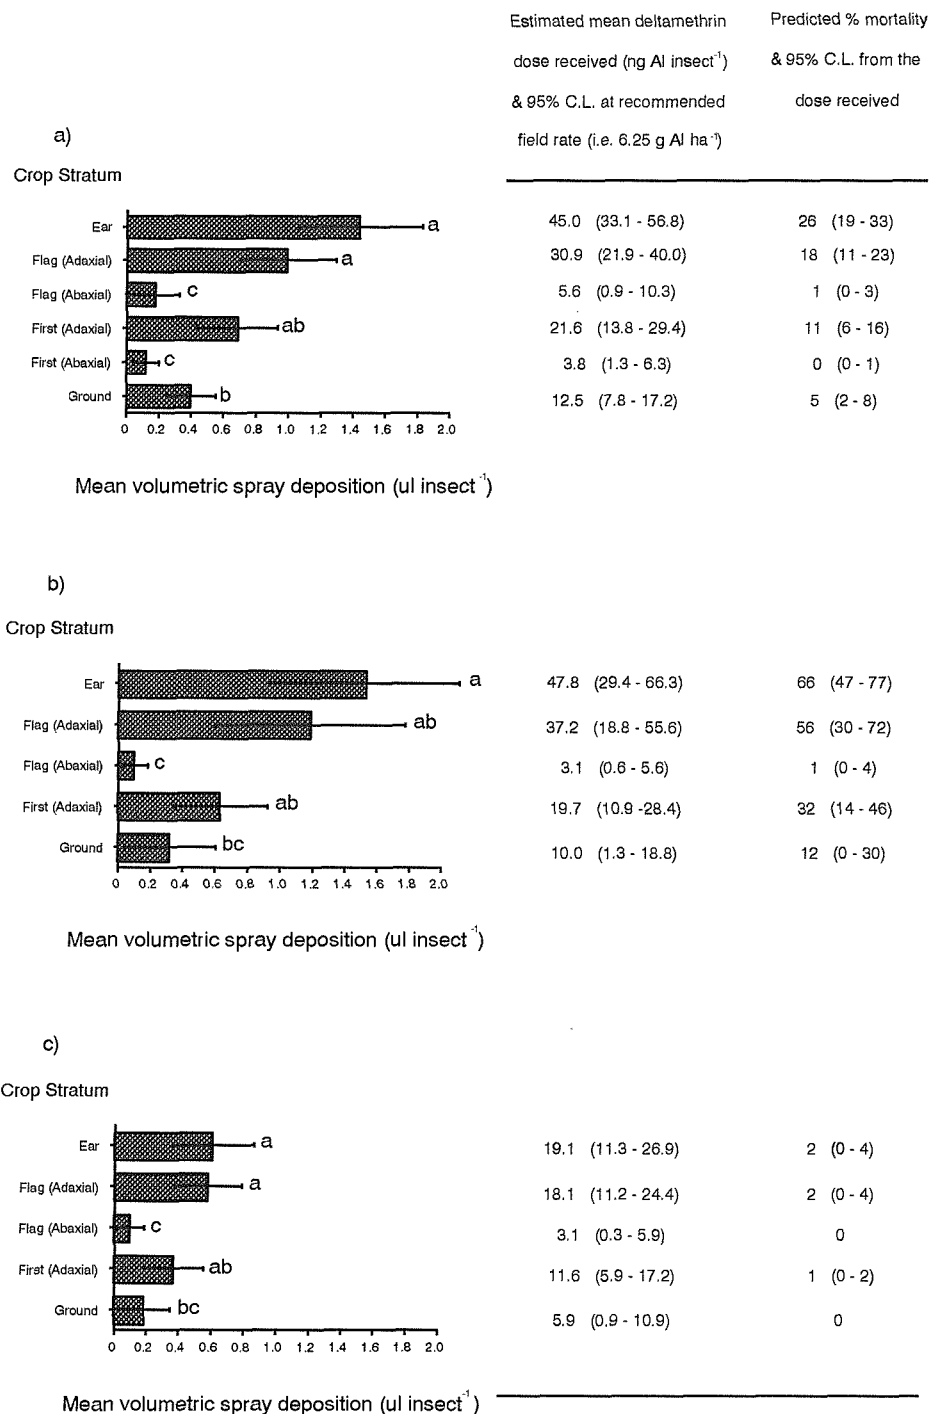 Estimated mean deltamethrin
dose received (ng AI insect⁻¹)
& 95% C.L. at recommended
field rate (i.e. 6.25 g AI ha⁻¹)
Predicted % mortality
& 95% C.L. from the
dose received
a)
Crop Stratum
Ear a 45.0 (33.1 - 56.8) 26 (19 - 33)
Flag (Adaxial) a 30.9 (21.9 - 40.0) 18 (11 - 23)
Flag (Abaxial) c 5.6 (0.9 - 10.3) 1 (0 - 3)
First (Adaxial) ab 21.6 (13.8 - 29.4) 11 (6 - 16)
First (Abaxial) c 3.8 (1.3 - 6.3) 0 (0 - 1)
Ground b 12.5 (7.8 - 17.2) 5 (2 - 8)
0 0.2 0.4 0.6 0.8 1.0 1.2 1.4 1.6 1.8 2.0
Mean volumetric spray deposition (ul insect⁻¹)
b)
Crop Stratum
Ear a 47.8 (29.4 - 66.3) 66 (47 - 77)
Flag (Adaxial) ab 37.2 (18.8 - 55.6) 56 (30 - 72)
Flag (Abaxial) c 3.1 (0.6 - 5.6) 1 (0 - 4)
First (Adaxial) ab 19.7 (10.9 -28.4) 32 (14 - 46)
Ground bc 10.0 (1.3 - 18.8) 12 (0 - 30)
0 0.2 0.4 0.6 0.8 1.0 1.2 1.4 1.6 1.8 2.0
Mean volumetric spray deposition (ul insect⁻¹)
c)
Crop Stratum
Ear a 19.1 (11.3 - 26.9) 2 (0 - 4)
Flag (Adaxial) a 18.1 (11.2 - 24.4) 2 (0 - 4)
Flag (Abaxial) c 3.1 (0.3 - 5.9) 0
First (Adaxial) ab 11.6 (5.9 - 17.2) 1 (0 - 2)
Ground bc 5.9 (0.9 - 10.9) 0
0 0.2 0.4 0.6 0.8 1.0 1.2 1.4 1.6 1.8 2.0
Mean volumetric spray deposition (ul insect⁻¹)